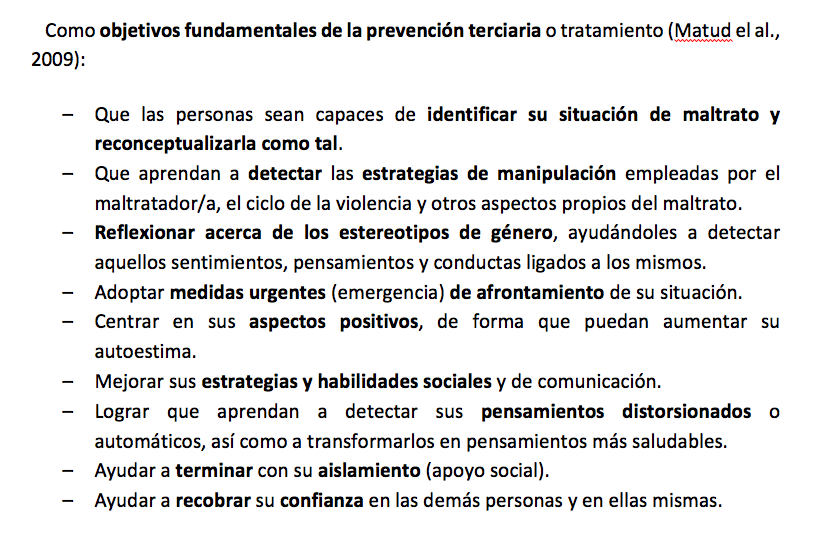 Como objetivos fundamentales de la prevención terciaria o tratamiento (Matud el al.,
2009):
– Que las personas sean capaces de identificar su situación de maltrato y
reconceptualizarla como tal.
– Que aprendan a detectar las estrategias de manipulación empleadas por el
maltratador/a, el ciclo de la violencia y otros aspectos propios del maltrato.
– Reflexionar acerca de los estereotipos de género, ayudándoles a detectar
aquellos sentimientos, pensamientos y conductas ligados a los mismos.
– Adoptar medidas urgentes (emergencia) de afrontamiento de su situación.
– Centrar en sus aspectos positivos, de forma que puedan aumentar su
autoestima.
– Mejorar sus estrategias y habilidades sociales y de comunicación.
– Lograr que aprendan a detectar sus pensamientos distorsionados o
automáticos, así como a transformarlos en pensamientos más saludables.
– Ayudar a terminar con su aislamiento (apoyo social).
– Ayudar a recobrar su confianza en las demás personas y en ellas mismas.